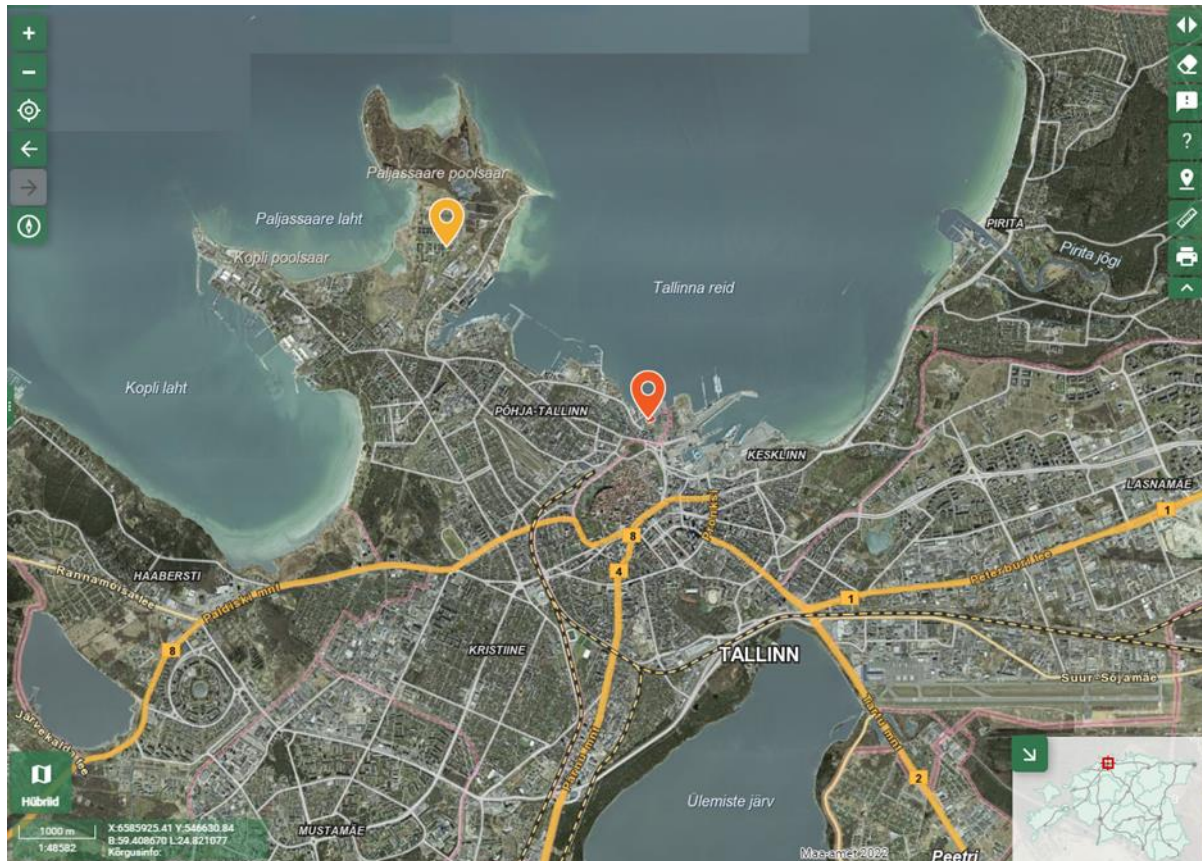 Paljassaare poolsaar
Paljassaare laht
Kopli poolsaar
PIRITA
Pirita jõgi
?
Tallinna reid
Kopli laht
PÕHJA-TALLINN
KESKLINN
LASNAMÄE
1
Pronksi
8
4
Peterburi tee
1
HAABERSTI
Rannamõisa tee
Paldiski mnt
8
KRISTIINE
TALLINN
Suur-Sõjamäe
Järvekalda tee
Tartu mnt
Pärnu mnt
2
Hübriid
Ülemiste järv
1000 m
X:6585925.41 Y:546630.84
1:48582
B:59.408670 L:24.821077
Kõrgusinfo:
MUSTAMÄE
Maa-amet 2022
Peetri